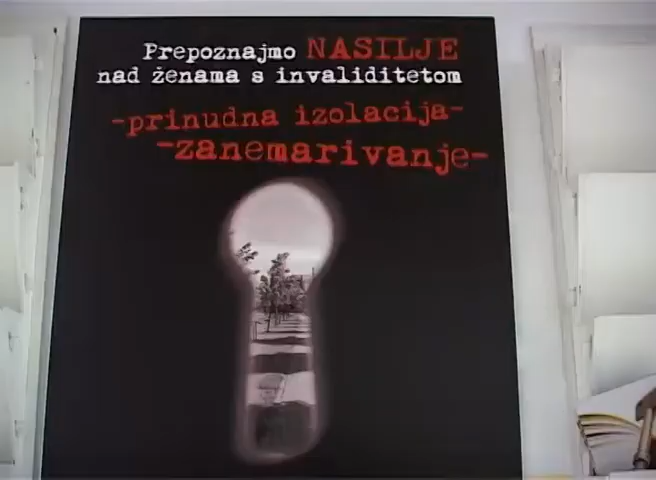 Prepoznajmo NASILJE
nad ženama s invaliditetom
-prinudna izolacija-
-zanemarivanje-